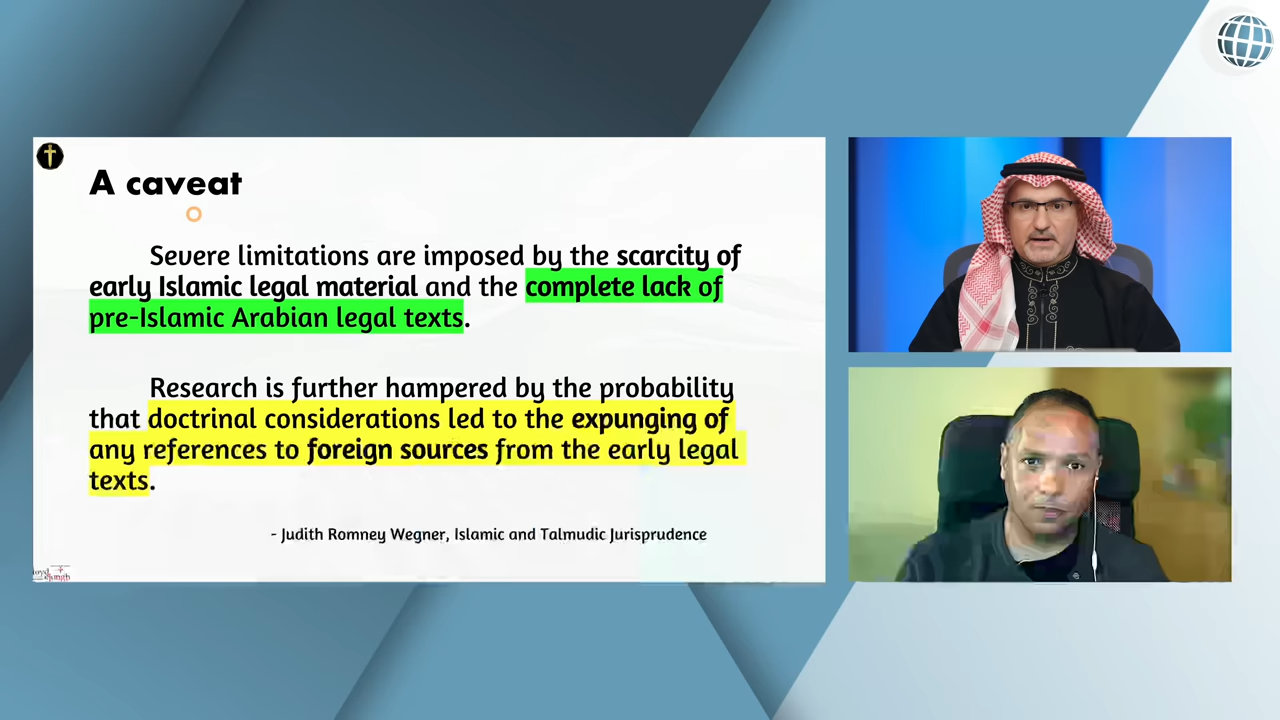 A caveat
Severe limitations are imposed by the scarcity of
early Islamic legal material and the complete lack of
pre-Islamic Arabian legal texts.
Research is further hampered by the probability
that doctrinal considerations led to the expunging of
any references to foreign sources from the early legal
texts.
- Judith Romney Wegner, Islamic and Talmudic Jurisprudence